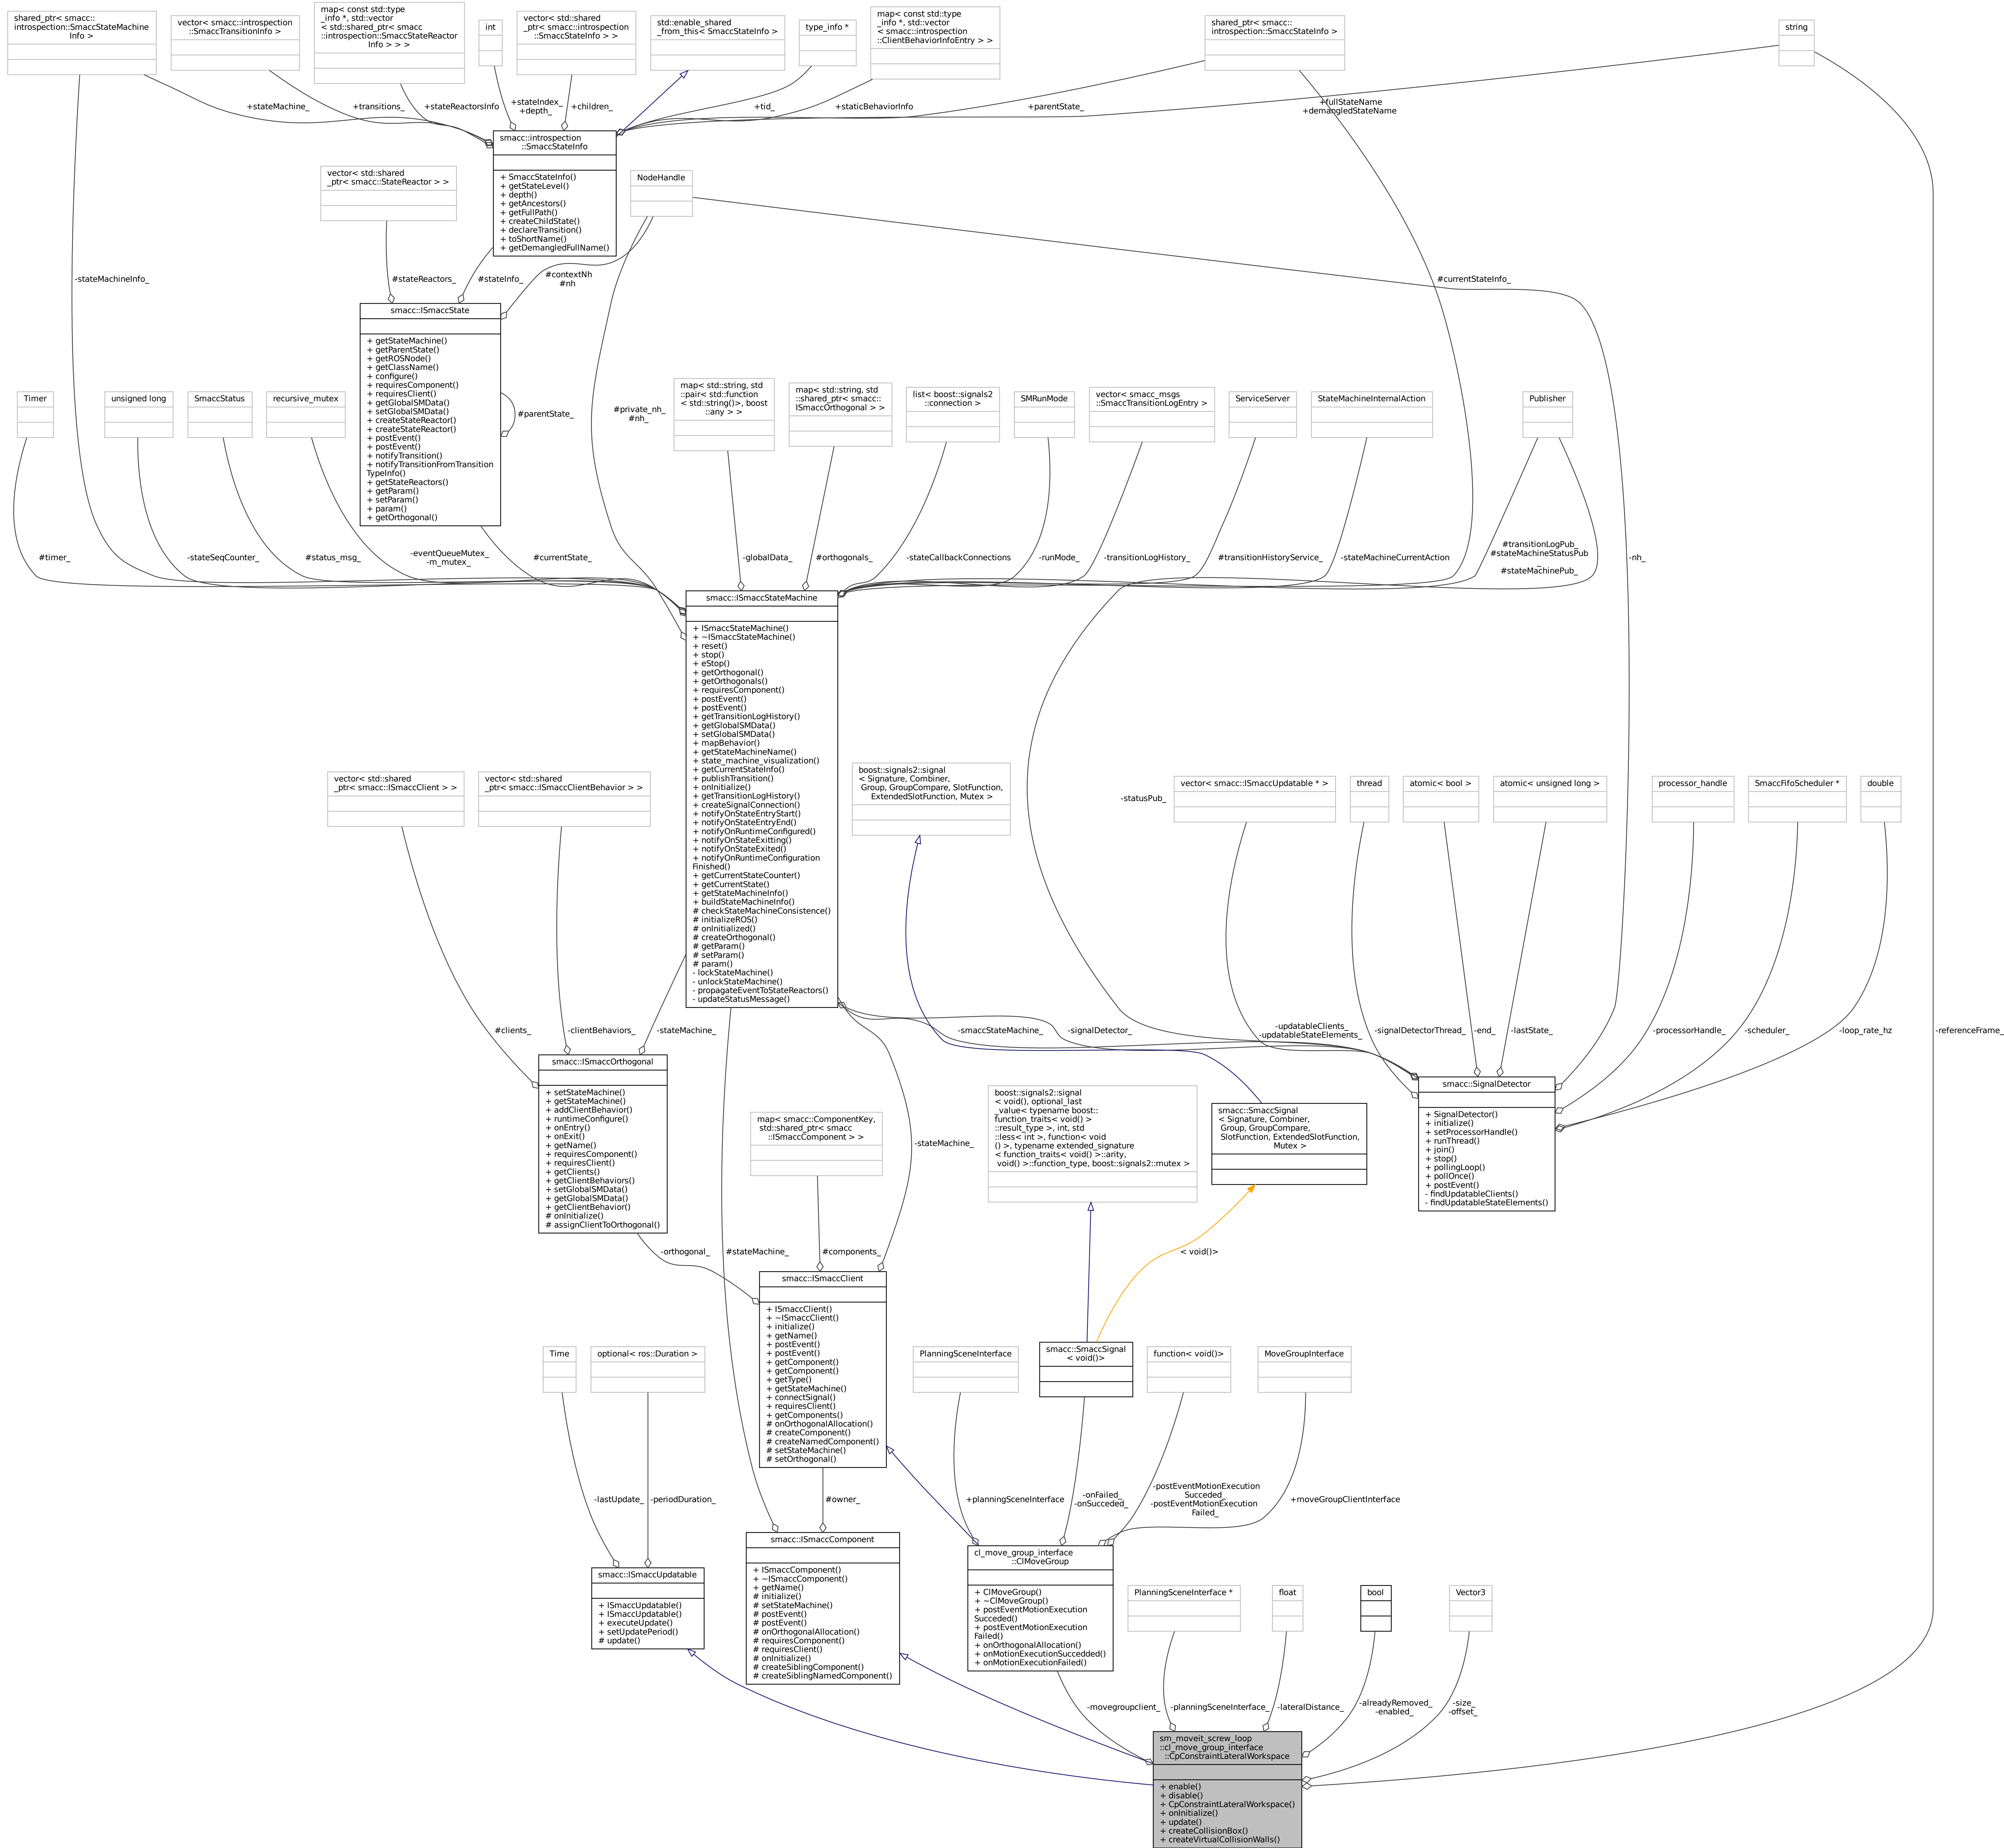 shared_ptr< smacc::
introspection::SmaccStateMachine
Info >
vector< smacc::introspection
::SmaccTransitionInfo >
map< const std::type
_info *, std::vector
< std::shared_ptr< smacc
::introspection::SmaccStateReactor
Info > > >
int
vector< std::shared
_ptr< smacc::introspection
::SmaccStateInfo > >
std::enable_shared
_from_this< SmaccStateInfo >
type_info *
map< const std::type
_info *, std::vector
< smacc::introspection
::ClientBehaviorInfoEntry > >
shared_ptr< smacc::
introspection::SmaccStateInfo >
string
+stateMachine_
+transitions_
+stateReactorsInfo
+stateIndex_
+depth_
+children_
+tid_
+staticBehaviorInfo
+parentState_
+fullStateName
+demangledStateName
smacc::introspection
::SmaccStateInfo
+ SmaccStateInfo()
+ getStateLevel()
+ depth()
+ getAncestors()
+ getFullPath()
+ createChildState()
+ declareTransition()
+ toShortName()
+ getDemangledFullName()
vector< std::shared
_ptr< smacc::StateReactor > >
NodeHandle
-stateMachineInfo_
#stateReactors_
#stateInfo_
#contextNh
#nh
#currentStateInfo_
smacc::ISmaccState
+ getStateMachine()
+ getParentState()
+ getROSNode()
+ getClassName()
+ configure()
+ requiresComponent()
+ requiresClient()
+ getGlobalSMData()
+ setGlobalSMData()
+ createStateReactor()
+ createStateReactor()
+ postEvent()
+ postEvent()
+ notifyTransition()
+ notifyTransitionFromTransition
TypeInfo()
+ getStateReactors()
+ getParam()
+ setParam()
+ param()
+ getOrthogonal()
#parentState_
Timer
unsigned long
SmaccStatus
recursive_mutex
#private_nh_
#nh_
map< std::string, std
::pair< std::function
< std::string()>, boost
::any > >
map< std::string, std
::shared_ptr< smacc::
ISmaccOrthogonal > >
list< boost::signals2
::connection >
SMRunMode
vector< smacc_msgs
::SmaccTransitionLogEntry >
ServiceServer
StateMachineInternalAction
Publisher
#timer_
-stateSeqCounter_
#status_msg_
-eventQueueMutex_
-m_mutex_
#currentState_
-globalData_
#orthogonals_
-stateCallbackConnections
-runMode_
-transitionLogHistory_
#transitionHistoryService_
-stateMachineCurrentAction
#transitionLogPub_
#stateMachineStatusPub
_
#stateMachinePub_
-nh_
smacc::ISmaccStateMachine
+ ISmaccStateMachine()
+ ~ISmaccStateMachine()
+ reset()
+ stop()
+ eStop()
+ getOrthogonal()
+ getOrthogonals()
+ requiresComponent()
+ postEvent()
+ postEvent()
+ getTransitionLogHistory()
+ getGlobalSMData()
+ setGlobalSMData()
+ mapBehavior()
+ getStateMachineName()
+ state_machine_visualization()
+ getCurrentStateInfo()
+ publishTransition()
+ onInitialize()
+ getTransitionLogHistory()
+ createSignalConnection()
+ notifyOnStateEntryStart()
+ notifyOnStateEntryEnd()
+ notifyOnRuntimeConfigured()
+ notifyOnStateExitting()
+ notifyOnStateExited()
+ notifyOnRuntimeConfiguration
Finished()
+ getCurrentStateCounter()
+ getCurrentState()
+ getStateMachineInfo()
+ buildStateMachineInfo()
# checkStateMachineConsistence()
# initializeROS()
# onInitialized()
# createOrthogonal()
# getParam()
# setParam()
# param()
- lockStateMachine()
- unlockStateMachine()
- propagateEventToStateReactors()
- updateStatusMessage()
vector< std::shared
_ptr< smacc::ISmaccClient > >
vector< std::shared
_ptr< smacc::ISmaccClientBehavior > >
boost::signals2::signal
< Signature, Combiner,
Group, GroupCompare, SlotFunction,
ExtendedSlotFunction, Mutex >
-statusPub_
vector< smacc::ISmaccUpdatable * >
thread
atomic< bool >
atomic< unsigned long >
processor_handle
SmaccFifoScheduler *
double
#clients_
-clientBehaviors_
-stateMachine_
-smaccStateMachine_
-signalDetector_
-updatableClients_
-updatableStateElements_
-signalDetectorThread_
-end_
-lastState_
-processorHandle_
-scheduler_
-loop_rate_hz
-referenceFrame_
smacc::ISmaccOrthogonal
+ setStateMachine()
+ getStateMachine()
+ addClientBehavior()
+ runtimeConfigure()
+ onEntry()
+ onExit()
+ getName()
+ requiresComponent()
+ requiresClient()
+ getClients()
+ getClientBehaviors()
+ setGlobalSMData()
+ getGlobalSMData()
+ getClientBehavior()
# onInitialize()
# assignClientToOrthogonal()
map< smacc::ComponentKey,
std::shared_ptr< smacc
::ISmaccComponent > >
-stateMachine_
boost::signals2::signal
< void(), optional_last
_value< typename boost::
function_traits< void() >
::result_type >, int, std
::less< int >, function< void
() >, typename extended_signature
< function_traits< void() >::arity,
void() >::function_type, boost::signals2::mutex >
smacc::SmaccSignal
< Signature, Combiner,
Group, GroupCompare,
SlotFunction, ExtendedSlotFunction,
Mutex >
smacc::SignalDetector
+ SignalDetector()
+ initialize()
+ setProcessorHandle()
+ runThread()
+ join()
+ stop()
+ pollingLoop()
+ pollOnce()
+ postEvent()
- findUpdatableClients()
- findUpdatableStateElements()
-orthogonal_
#stateMachine_
#components_
< void()>
smacc::ISmaccClient
+ ISmaccClient()
+ ~ISmaccClient()
+ initialize()
+ getName()
+ postEvent()
+ postEvent()
+ getComponent()
+ getComponent()
+ getType()
+ getStateMachine()
+ connectSignal()
+ requiresClient()
+ getComponents()
# onOrthogonalAllocation()
# createComponent()
# createNamedComponent()
# setStateMachine()
# setOrthogonal()
Time
optional< ros::Duration >
PlanningSceneInterface
smacc::SmaccSignal
< void()>
function< void()>
MoveGroupInterface
-lastUpdate_
-periodDuration_
#owner_
+planningSceneInterface
-onFailed_
-onSucceded_
-postEventMotionExecution
Succeded_
-postEventMotionExecution
Failed_
+moveGroupClientInterface
smacc::ISmaccUpdatable
+ ISmaccUpdatable()
+ ISmaccUpdatable()
+ executeUpdate()
+ setUpdatePeriod()
# update()
smacc::ISmaccComponent
+ ISmaccComponent()
+ ~ISmaccComponent()
+ getName()
# initialize()
# setStateMachine()
# postEvent()
# postEvent()
# onOrthogonalAllocation()
# requiresComponent()
# requiresClient()
# onInitialize()
# createSiblingComponent()
# createSiblingNamedComponent()
cl_move_group_interface
::ClMoveGroup
+ ClMoveGroup()
+ ~ClMoveGroup()
+ postEventMotionExecution
Succeded()
+ postEventMotionExecution
Failed()
+ onOrthogonalAllocation()
+ onMotionExecutionSuccedded()
+ onMotionExecutionFailed()
PlanningSceneInterface *
float
bool
Vector3
-movegroupclient_
-planningSceneInterface_
-lateralDistance_
-alreadyRemoved_
-enabled_
-size_
-offset_
sm_moveit_screw_loop
::cl_move_group_interface
::CpConstraintLateralWorkspace
+ enable()
+ disable()
+ CpConstraintLateralWorkspace()
+ onInitialize()
+ update()
+ createCollisionBox()
+ createVirtualCollisionWalls()